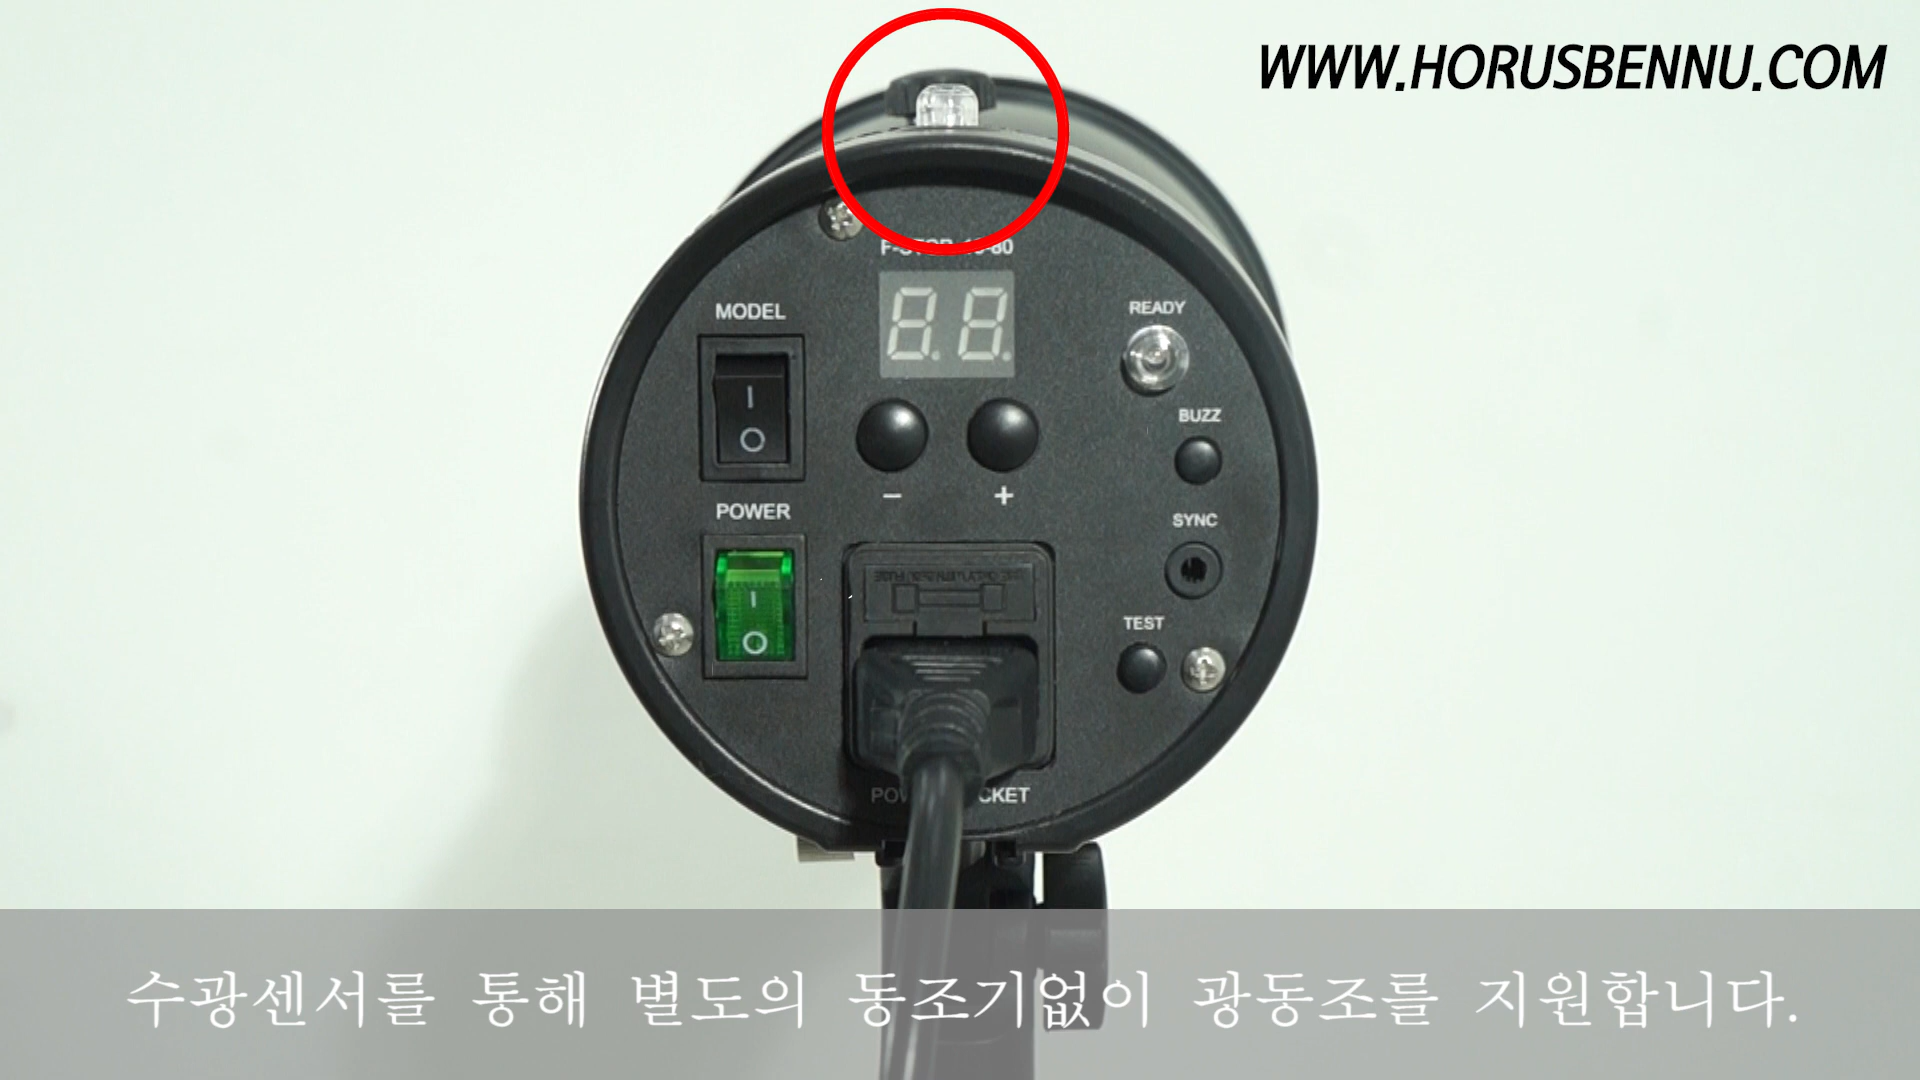 WWW.HORUSBENNU.COM
MODEL
READY
BUZZ
－ +
POWER
SYNC
TEST
수광센서를 통해 별도의 동조기없이 광동조를 지원합니다.